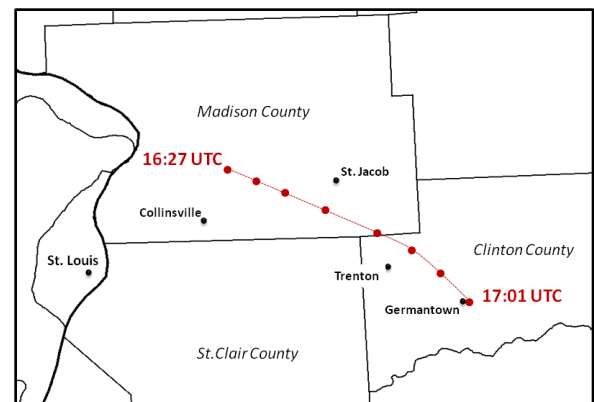 Madison County
16:27 UTC
St. Jacob
Collinsville
Clinton County
St. Louis
Trenton
17:01 UTC
Germantown
St.Clair County